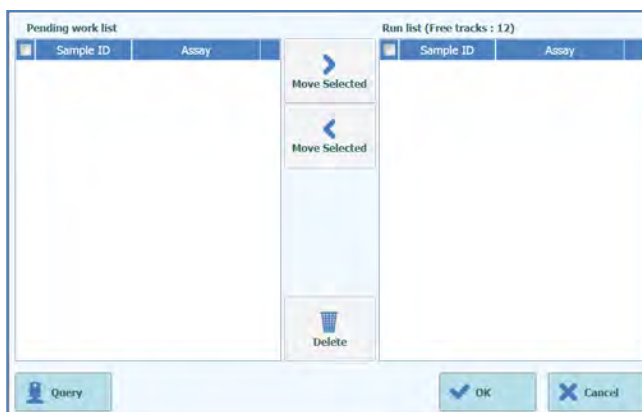 Pending work list
Run list (Free tracks : 12)
Sample ID Assay
Sample ID Assay
Move Selected
Move Selected
Delete
Query
OK
Cancel